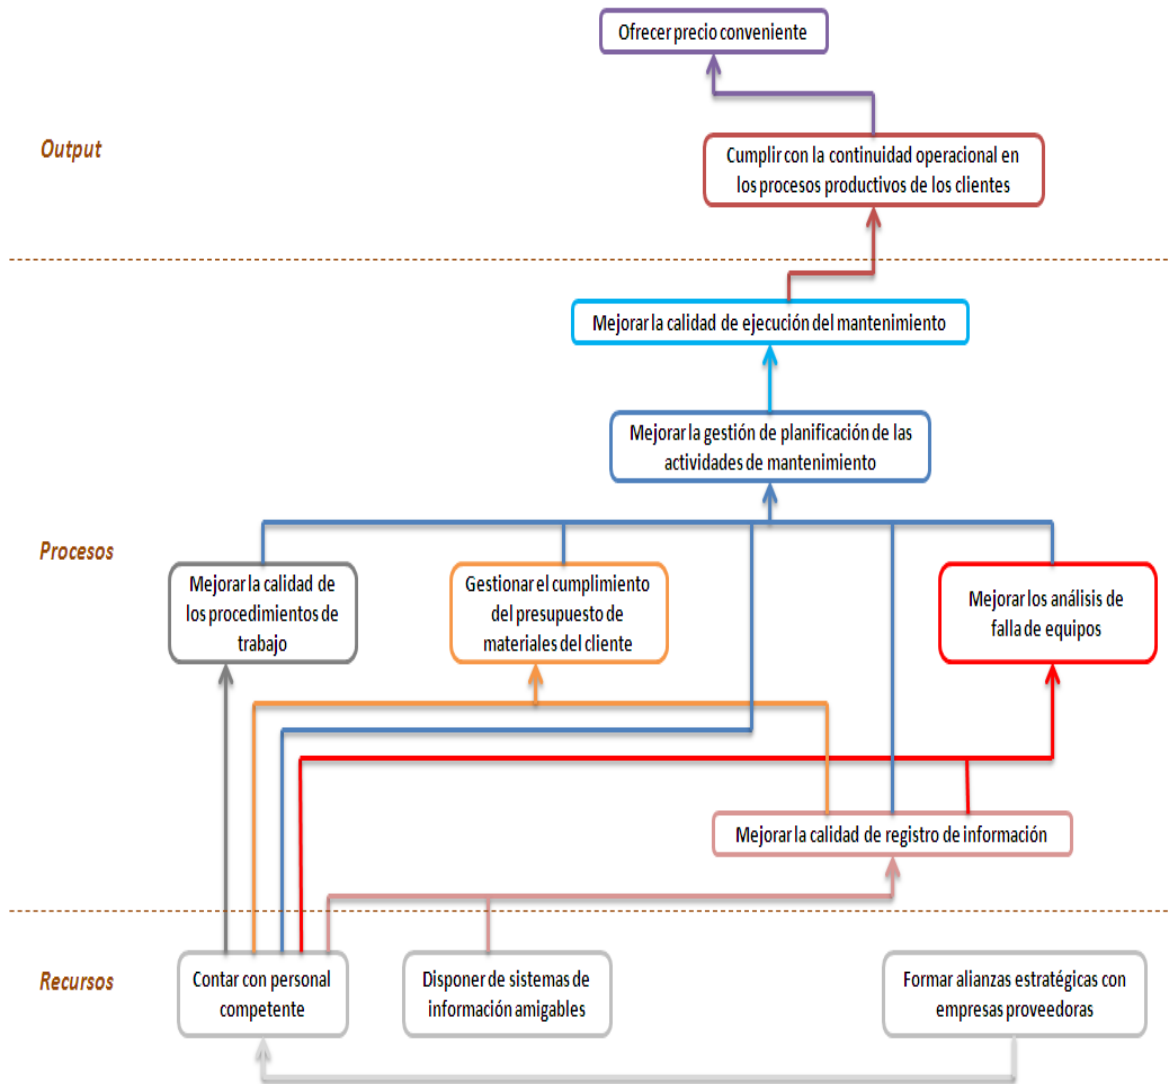 Ofrecer precio conveniente
Output
Cumplir con la continuidad operacional en
los procesos productivos de los clientes
Mejorar la calidad de ejecución del mantenimiento
Mejorar la gestión de planificación de las
actividades de mantenimiento
Procesos
Mejorar la calidad de
los procedimientos de
trabajo
Gestionar el cumplimiento
del presupuesto de
materiales del cliente
Mejorar los análisis de
falla de equipos
Mejorar la calidad de registro de información
Recursos
Contar con personal
competente
Disponer de sistemas de
información amigables
Formar alianzas estratégicas con
empresas proveedoras